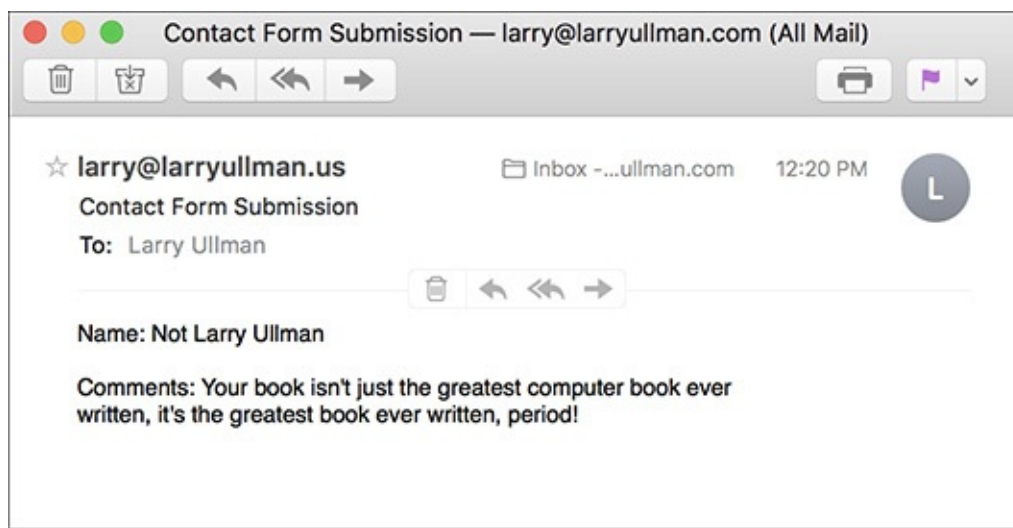 Contact Form Submission — larry@larryullman.com (All Mail)
larry@larryullman.us Inbox -...ullman.com 12:20 PM
L
Contact Form Submission
To: Larry Ullman
Name: Not Larry Ullman
Comments: Your book isn't just the greatest computer book ever
written, it's the greatest book ever written, period!